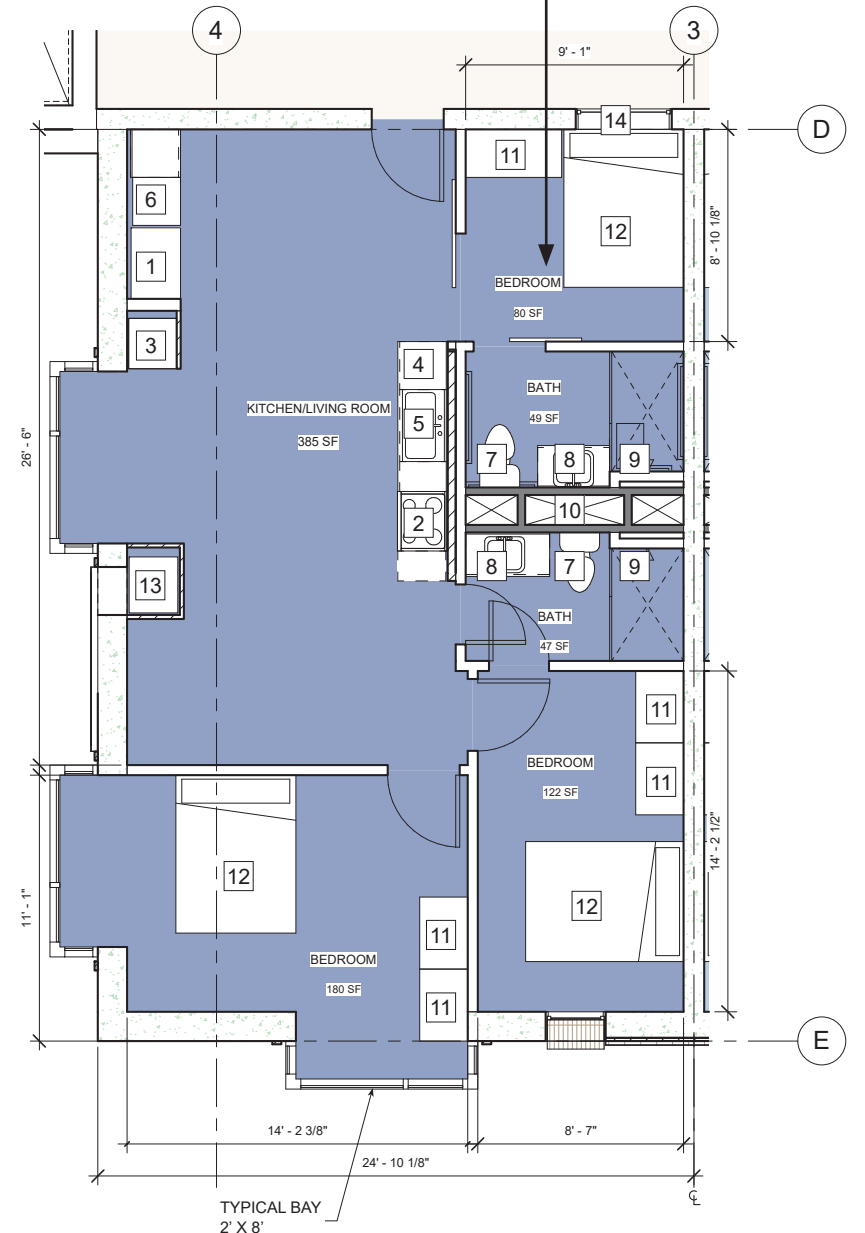 4
3
9' - 1"
14
D
11
6
12
8' - 10 1/8"
1
BEDROOM
80 SF
3
4
BATH
KITCHEN/LIVING ROOM
49 SF
5
385 SF
26' - 6"
7
8
9
10
2
8
7
9
13
BATH
47 SF
11
BEDROOM
11
122 SF
14' - 2 1/2"
12
12
11' - 1"
11
BEDROOM
180 SF
11
E
14' - 2 3/8"
8' - 7"
24' - 10 1/8"
TYPICAL BAY
2' X 8'
℄